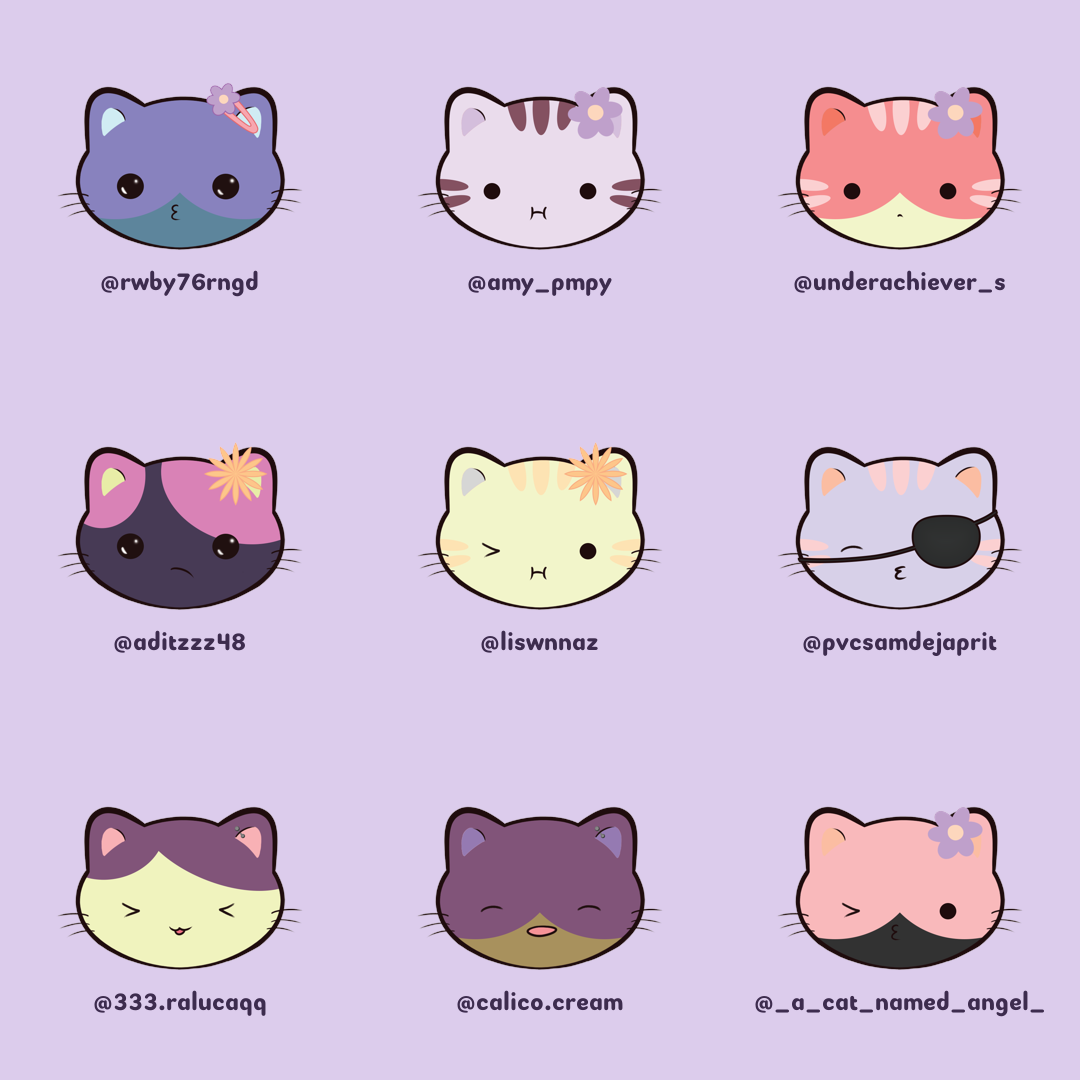 @rwby76rngd
@amy_pmpy
@underachiever_s
@aditzzz48
@liswnnaz
@pvcsamdejaprit
@333.ralucaqq
@calico.cream
@_a_cat_named_angel_